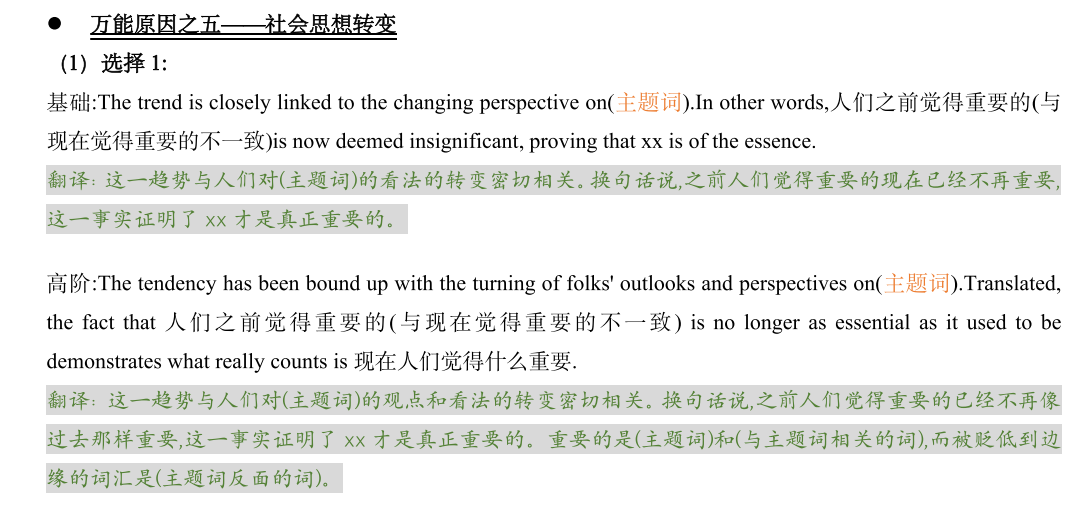 ● 万能原因之五——社会思想转变
（1）选择 1:
基础:The trend is closely linked to the changing perspective on(主题词).In other words,人们之前觉得重要的(与
现在觉得重要的不一致)is now deemed insignificant, proving that xx is of the essence.
翻译: 这一趋势与人们对(主题词)的看法的转变密切相关。换句话说,之前人们觉得重要的现在已经不再重要,
这一事实证明了 xx 才是真正重要的。
高阶:The tendency has been bound up with the turning of folks' outlooks and perspectives on(主题词).Translated,
the fact that 人们之前觉得重要的(与现在觉得重要的不一致) is no longer as essential as it used to be
demonstrates what really counts is 现在人们觉得什么重要.
翻译: 这一趋势与人们对(主题词)的观点和看法的转变密切相关。换句话说,之前人们觉得重要的已经不再像
过去那样重要,这一事实证明了 xx 才是真正重要的。重要的是(主题词)和(与主题词相关的词),而被贬低到边
缘的词汇是(主题词反面的词)。